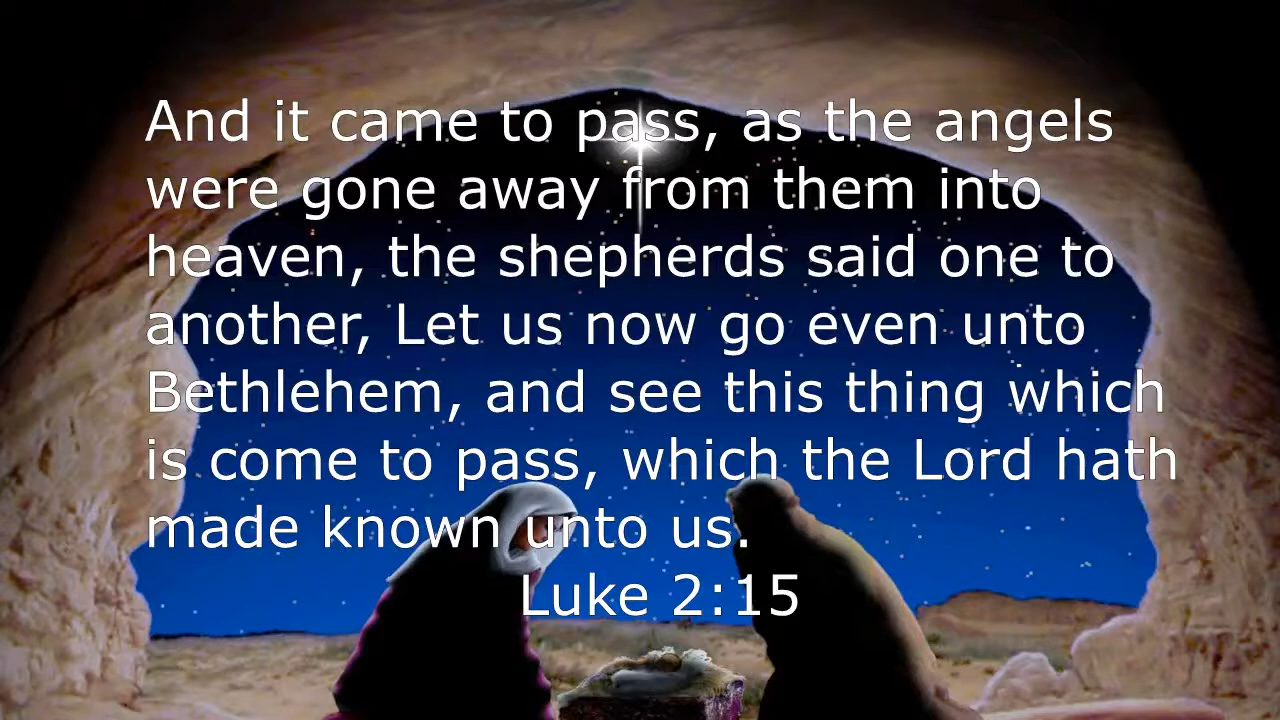 And it came to pass, as the angels
were gone away from them into
heaven, the shepherds said one to
another, Let us now go even unto
Bethlehem, and see this thing which
is come to pass, which the Lord hath
made known unto us.
Luke 2:15